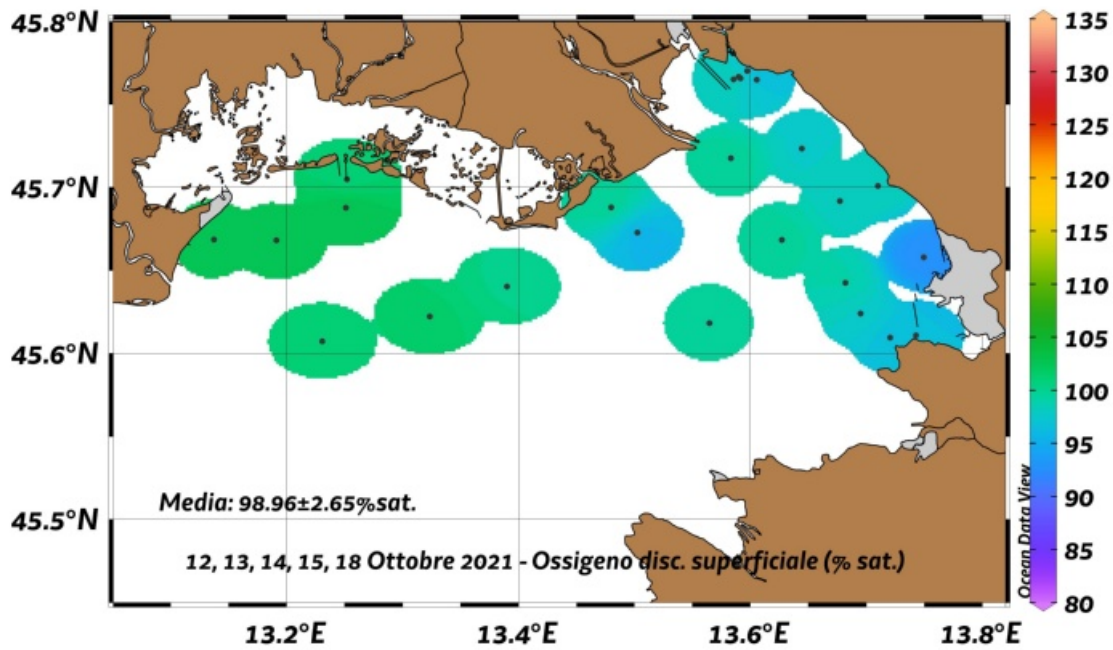 45.8°N
45.7°N
45.6°N
45.5°N
13.2°E
13.4°E
13.6°E
13.8°E
Media: 98.96±2.65%sat.
12, 13, 14, 15, 18 Ottobre 2021 - Ossigeno disc. superficiale (% sat.)
Ocean Data View
135
130
125
120
115
110
105
100
95
90
85
80